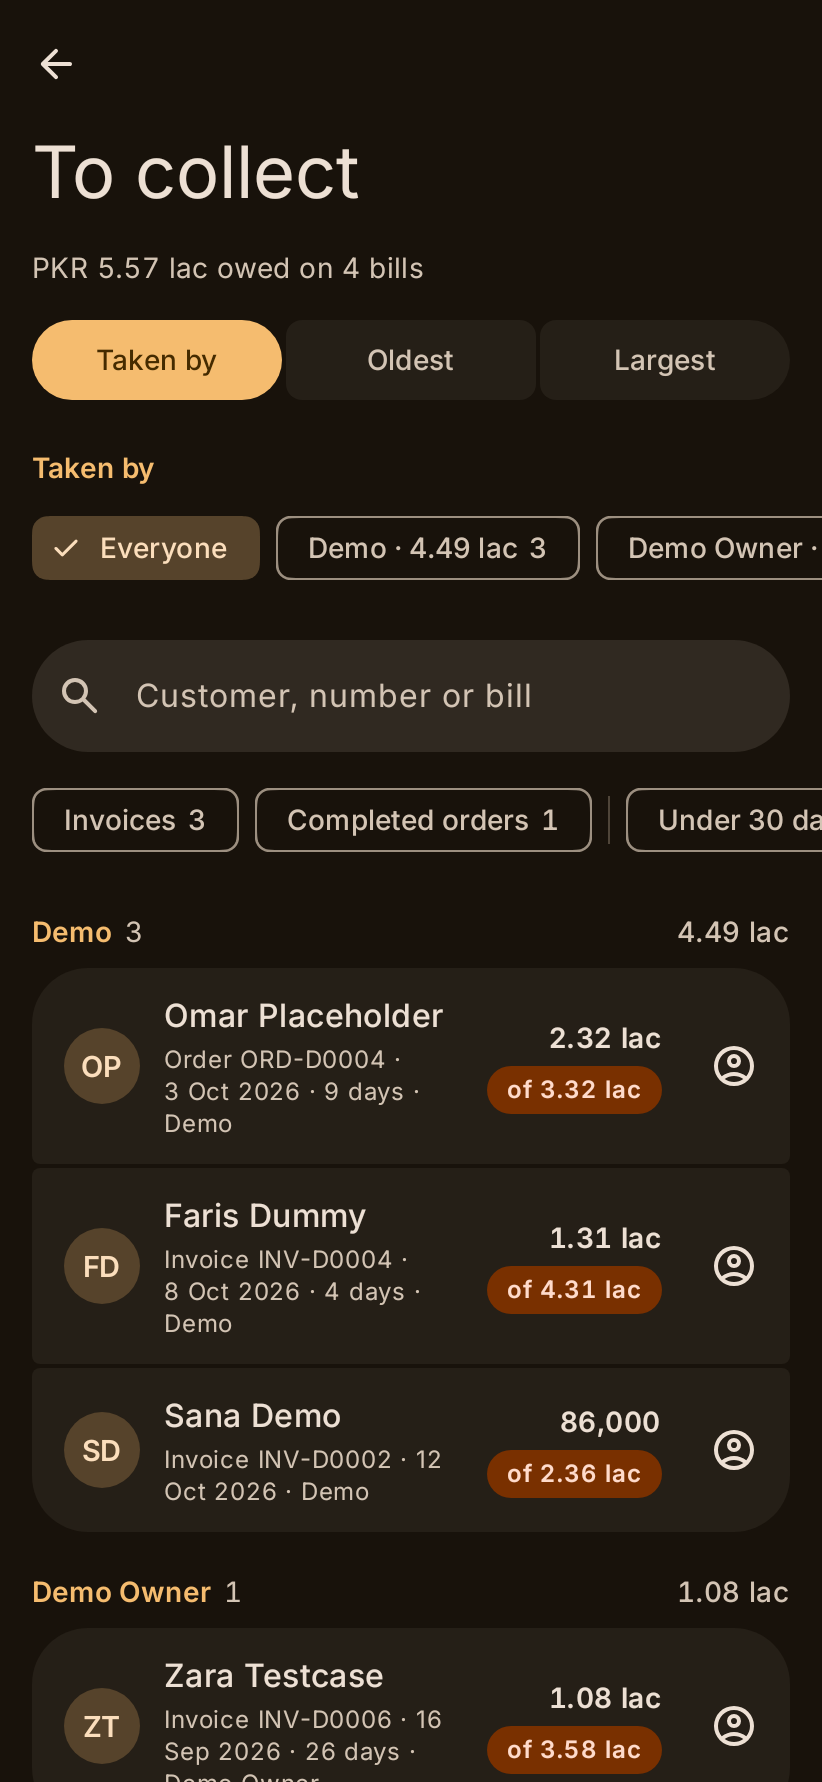 To collect
PKR 5.57 lac owed on 4 bills
Taken by
Oldest
Largest
Taken by
Everyone
Demo · 4.49 lac 3
Demo Owner ·
Customer, number or bill
Invoices 3
Completed orders 1
Under 30 da
Demo 3
4.49 lac
OP
Omar Placeholder
Order ORD-D0004 ·
3 Oct 2026 · 9 days ·
Demo
2.32 lac
of 3.32 lac
FD
Faris Dummy
Invoice INV-D0004 ·
8 Oct 2026 · 4 days ·
Demo
1.31 lac
of 4.31 lac
SD
Sana Demo
Invoice INV-D0002 · 12
Oct 2026 · Demo
86,000
of 2.36 lac
Demo Owner 1
1.08 lac
ZT
Zara Testcase
Invoice INV-D0006 · 16
Sep 2026 · 26 days ·
Demo Owner
1.08 lac
of 3.58 lac